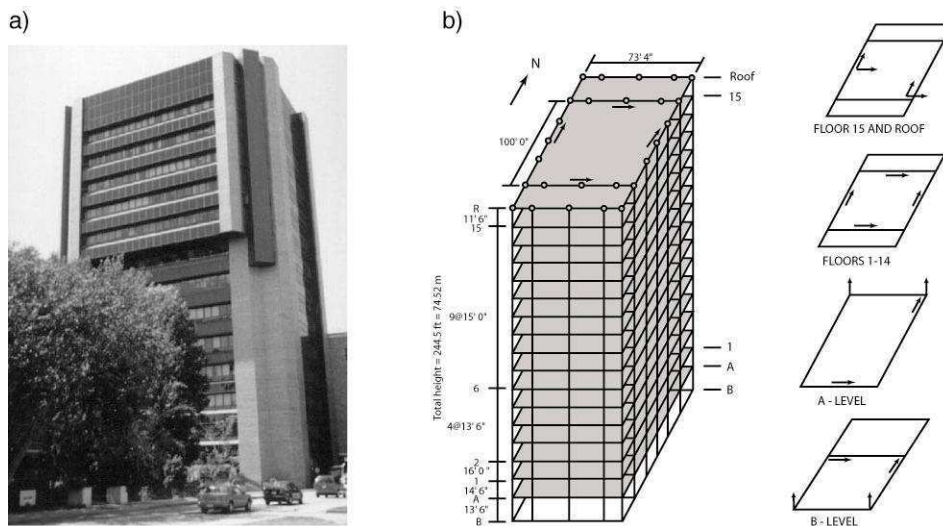 a)
b)
73' 4"
N
Roof
15
100' 0"
R
11' 6"
15
Total height = 244.5 ft = 74.52 m
9@15' 0"
6
4@13' 6"
2
16' 0"
1
14' 6"
A
13' 6"
B
1
A
B
FLOOR 15 AND ROOF
FLOORS 1-14
A - LEVEL
B - LEVEL